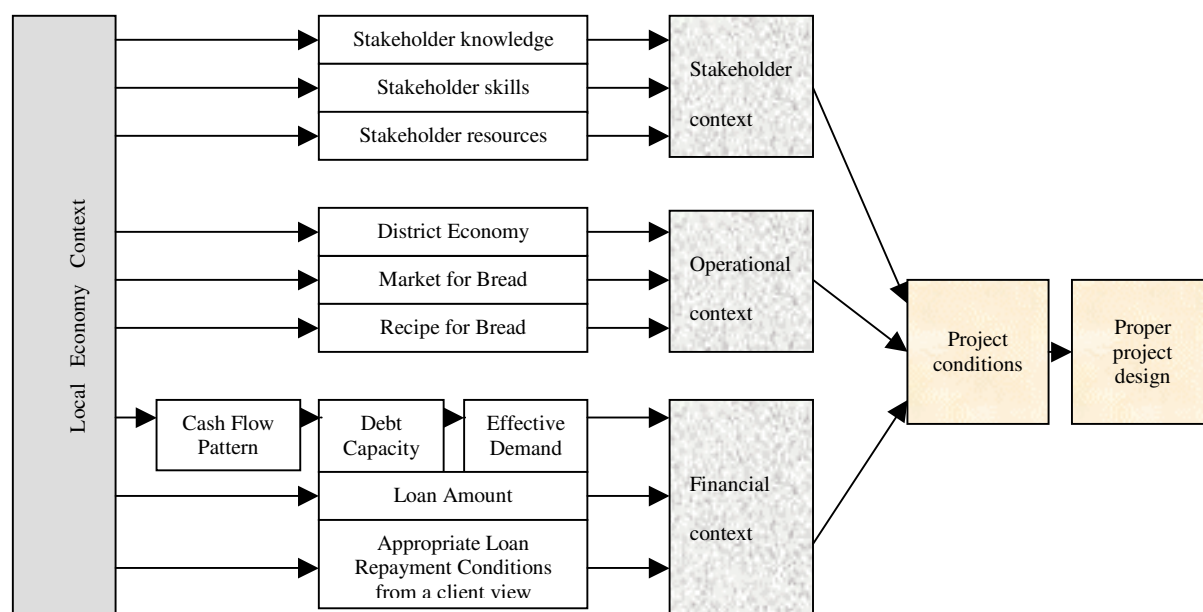 Local Economy Context
Stakeholder knowledge
Stakeholder skills
Stakeholder resources
Stakeholder
context
District Economy
Market for Bread
Recipe for Bread
Operational
context
Cash Flow
Pattern
Debt
Capacity
Effective
Demand
Loan Amount
Appropriate Loan
Repayment Conditions
from a client view
Financial
context
Project
conditions
Proper
project
design